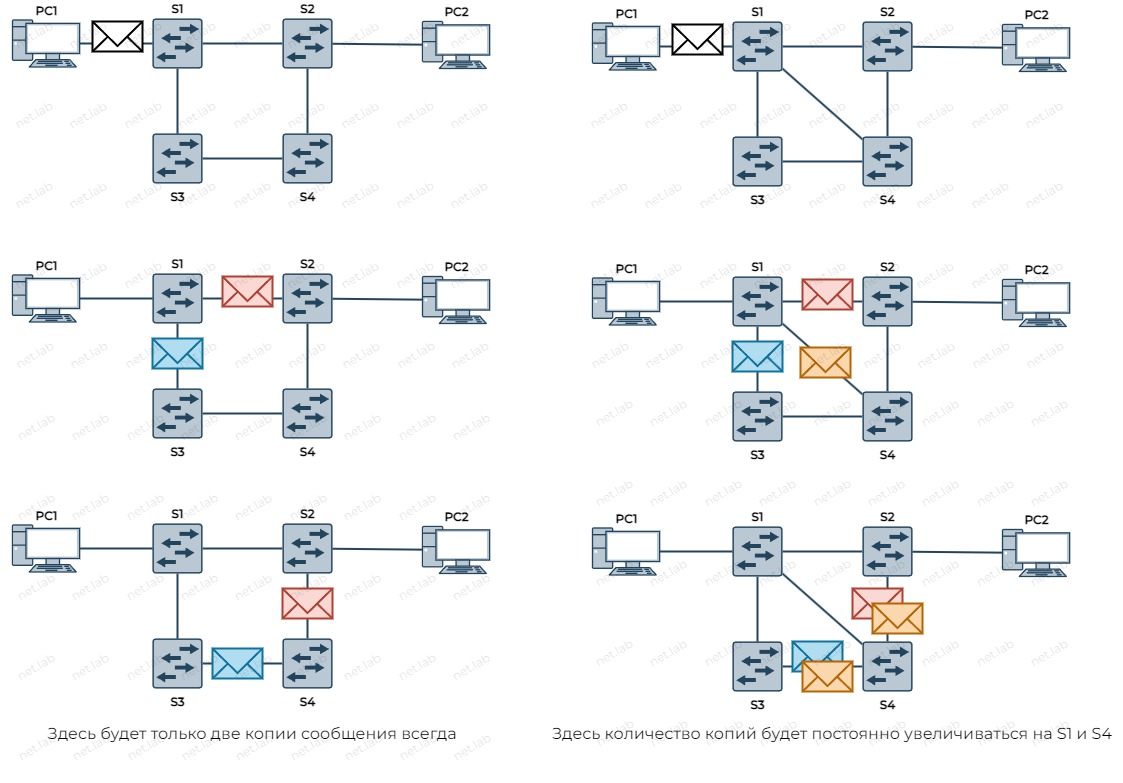 S1 S2 PC1 PC2
S3 S4
S1 S2 PC1 PC2
S3 S4
PC1 S1 S2 PC2
S3 S4
PC1 S1 S2 PC2
S3 S4
PC1 S1 S2 PC2
S3 S4
PC1 S1 S2 PC2
S3 S4
Здесь будет только две копии сообщения всегда
Здесь количество копий будет постоянно увеличиваться на S1 и S4
net.lab